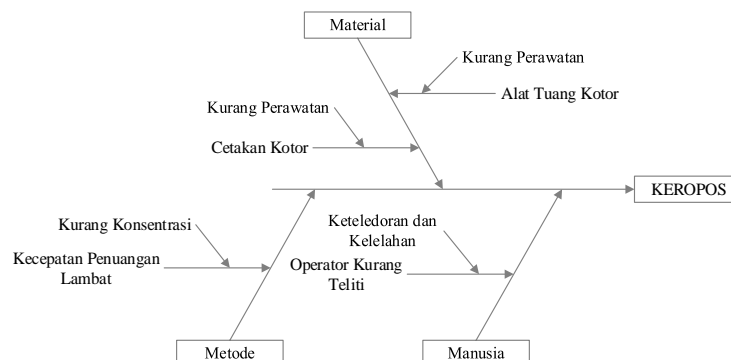 Material
Kurang Perawatan
Alat Tuang Kotor
Kurang Perawatan
Cetakan Kotor
KEROPOS
Kurang Konsentrasi
Kecepatan Penuangan
Lambat
Keteledoran dan
Kelelahan
Operator Kurang
Teliti
Metode
Manusia